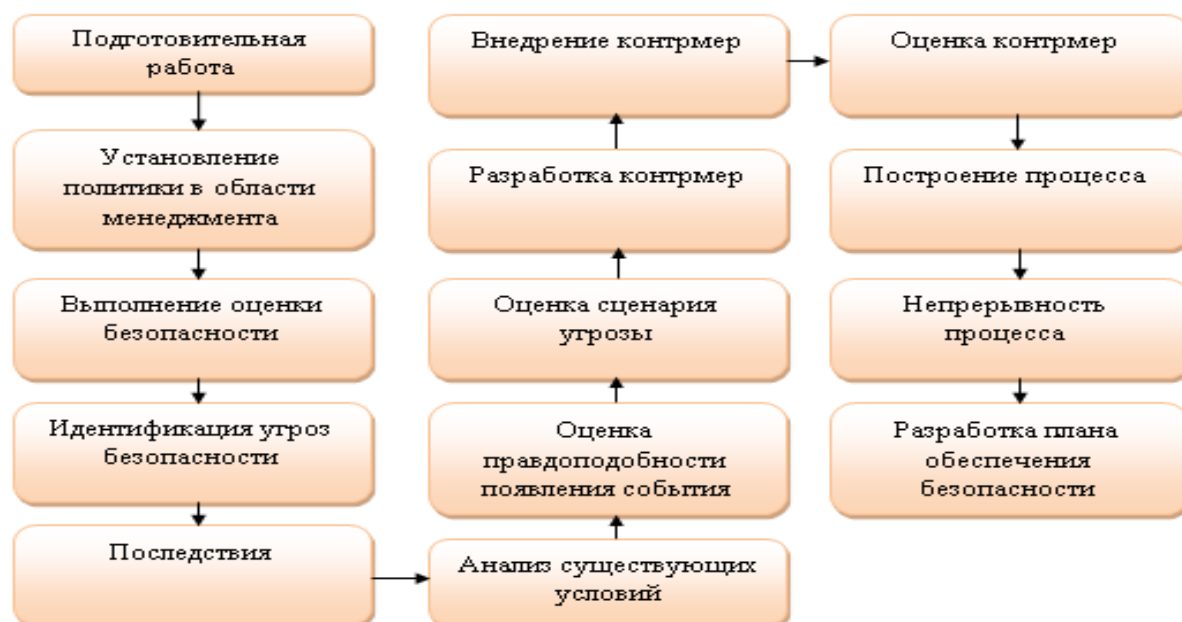 Подготовительная
работа
Установление
политики в области
менеджмента
Выполнение оценки
безопасности
Идентификация угроз
безопасности
Последствия
Анализ существующих
условий
Оценка
правдоподобности
появления события
Оценка сценария
угрозы
Разработка контрмер
Внедрение контрмер
Оценка контрмер
Построение процесса
Непрерывность
процесса
Разработка плана
обеспечения
безопасности